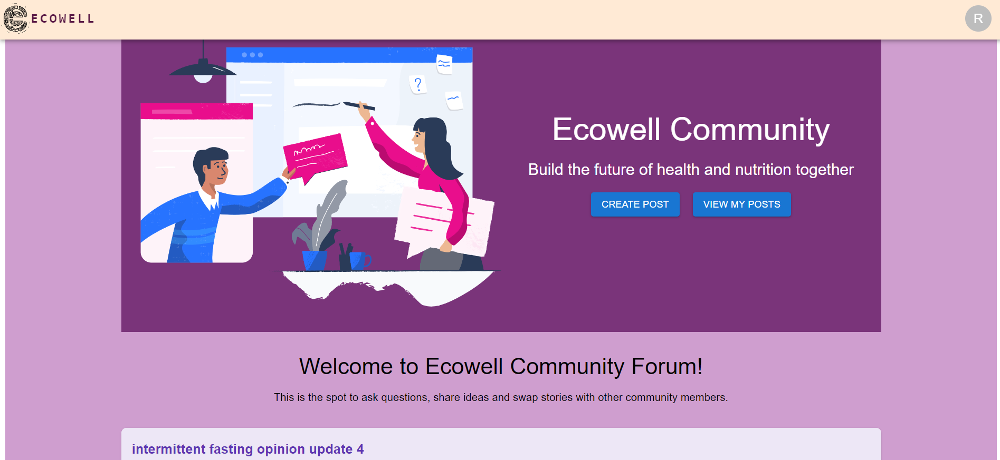 ECOWELL
R
?
Ecowell Community
Build the future of health and nutrition together
CREATE POST
VIEW MY POSTS
Welcome to Ecowell Community Forum!
This is the spot to ask questions, share ideas and swap stories with other community members.
intermittent fasting opinion update 4